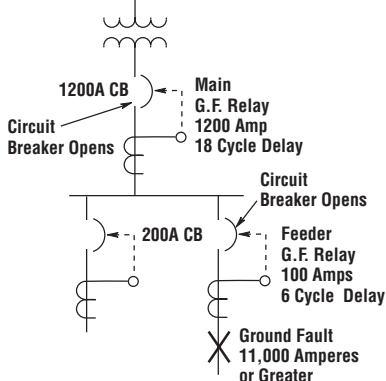 1200A CB
Main
G.F. Relay
1200 Amp
18 Cycle Delay
Circuit
Breaker Opens
Circuit
Breaker Opens
200A CB
Feeder
G.F. Relay
100 Amps
6 Cycle Delay
Ground Fault
11,000 Amperes
or Greater